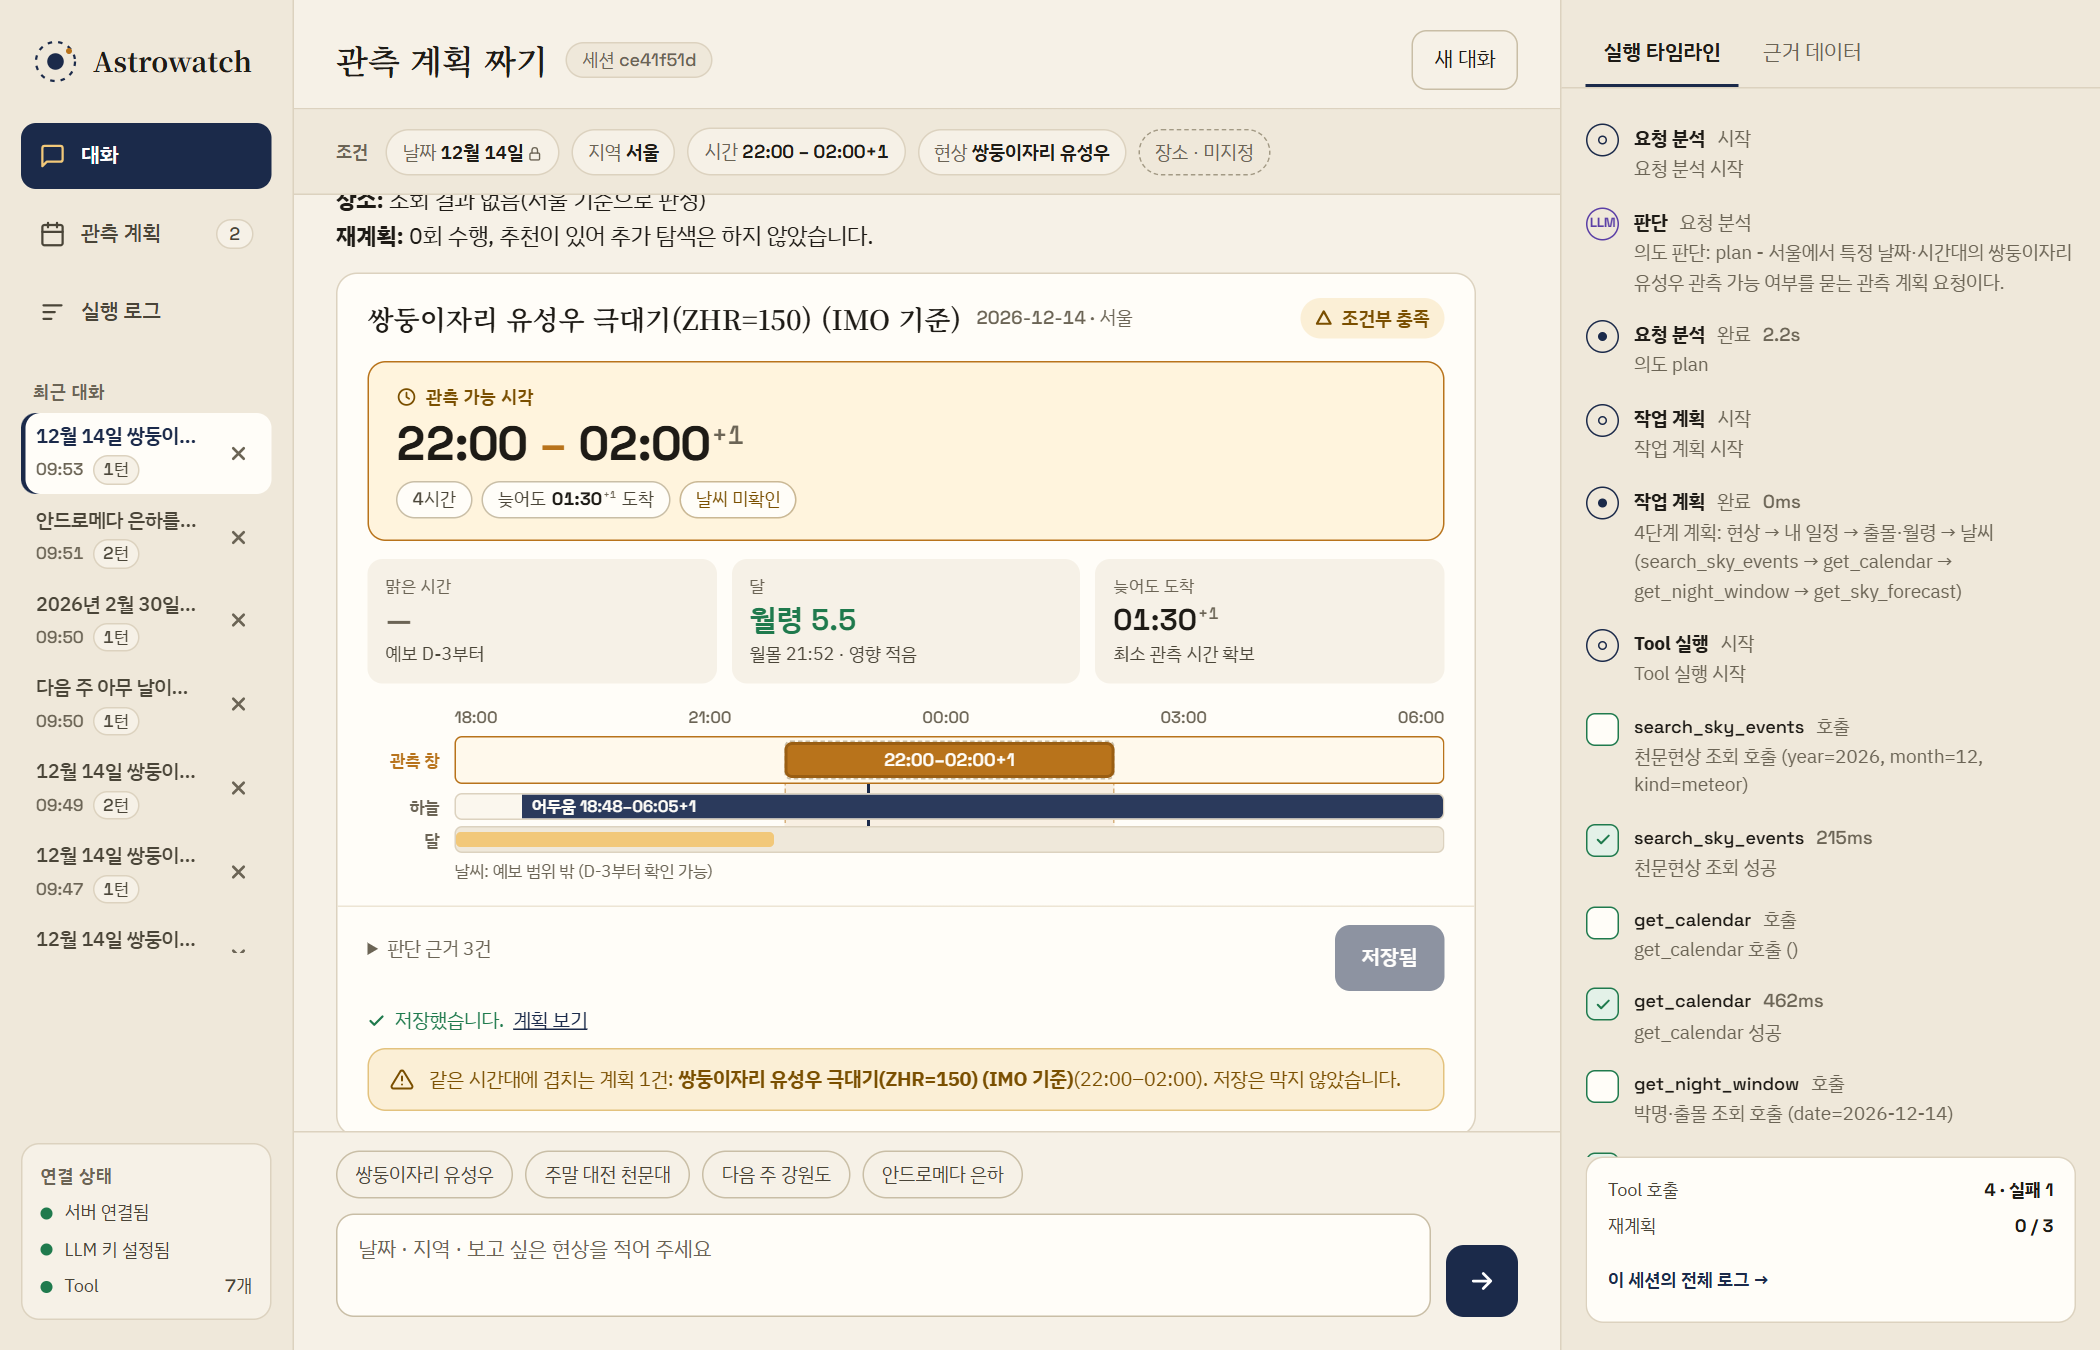 Astrowatch
대화
관측 계획 2
실행 로그
최근 대화
12월 14일 쌍둥이...
09:53 1턴
안드로메다 은하를...
09:51 2턴
2026년 2월 30일...
09:50 1턴
다음 주 아무 날이...
09:50 1턴
12월 14일 쌍둥이...
09:49 2턴
12월 14일 쌍둥이...
09:47 1턴
12월 14일 쌍둥이...
연결 상태
서버 연결됨
LLM 키 설정됨
Tool 7개
관측 계획 짜기 세션 ce41f51d 새 대화
조건 날짜 12월 14일 지역 서울 시간 22:00 – 02:00+1 현상 쌍둥이자리 유성우 장소 · 미지정
장소: 조회 결과 없음(서울 기준으로 판정)
재계획: 0회 수행, 추천이 있어 추가 탐색은 하지 않았습니다.
쌍둥이자리 유성우 극대기(ZHR=150) (IMO 기준) 2026-12-14 · 서울 조건부 충족
관측 가능 시각
22:00 – 02:00+1
4시간 늦어도 01:30+1 도착 날씨 미확인
맑은 시간
—
예보 D-3부터
달
월령 5.5
월몰 21:52 · 영향 적음
늦어도 도착
01:30+1
최소 관측 시간 확보
18:00 21:00 00:00 03:00 06:00
관측 창 22:00–02:00+1
하늘 어두움 18:48–06:05+1
달
날씨: 예보 범위 밖 (D-3부터 확인 가능)
▶ 판단 근거 3건 저장됨
저장했습니다. 계획 보기
같은 시간대에 겹치는 계획 1건: 쌍둥이자리 유성우 극대기(ZHR=150) (IMO 기준)(22:00–02:00). 저장은 막지 않았습니다.
쌍둥이자리 유성우 주말 대전 천문대 다음 주 강원도 안드로메다 은하
날짜 · 지역 · 보고 싶은 현상을 적어 주세요
실행 타임라인 근거 데이터
요청 분석 시작
요청 분석 시작
LLM 판단 요청 분석
의도 판단: plan - 서울에서 특정 날짜·시간대의 쌍둥이자리
유성우 관측 가능 여부를 묻는 관측 계획 요청이다.
요청 분석 완료 2.2s
의도 plan
작업 계획 시작
작업 계획 시작
작업 계획 완료 0ms
4단계 계획: 현상 → 내 일정 → 출몰·월령 → 날씨
(search_sky_events → get_calendar →
get_night_window → get_sky_forecast)
Tool 실행 시작
Tool 실행 시작
search_sky_events 호출
천문현상 조회 호출 (year=2026, month=12,
kind=meteor)
search_sky_events 215ms
천문현상 조회 성공
get_calendar 호출
get_calendar 호출 ()
get_calendar 462ms
get_calendar 성공
get_night_window 호출
박명·출몰 조회 호출 (date=2026-12-14)
Tool 호출 4 · 실패 1
재계획 0 / 3
이 세션의 전체 로그 →